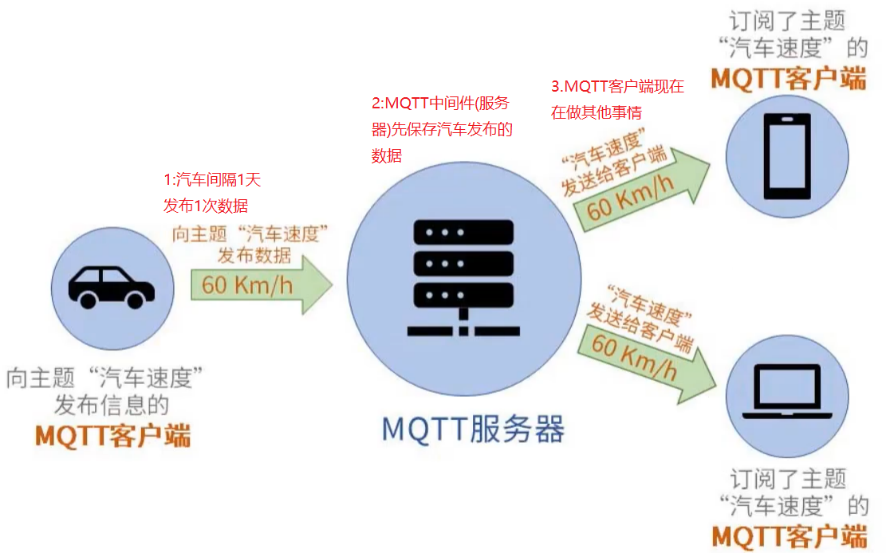 订阅了主题
“汽车速度”的
MQTT客户端
3.MQTT客户端现在
在做其他事情
2:MQTT中间件(服务
器)先保存汽车发布的
数据
“汽车速度”
发送给客户端
60 Km/h
1:汽车间隔1天
发布1次数据
向主题“汽车速度”
发布数据
60 Km/h
“汽车速度”
发送给客户端
60 Km/h
向主题“汽车速度”
发布信息的
MQTT客户端
MQTT服务器
订阅了主题
“汽车速度”的
MQTT客户端